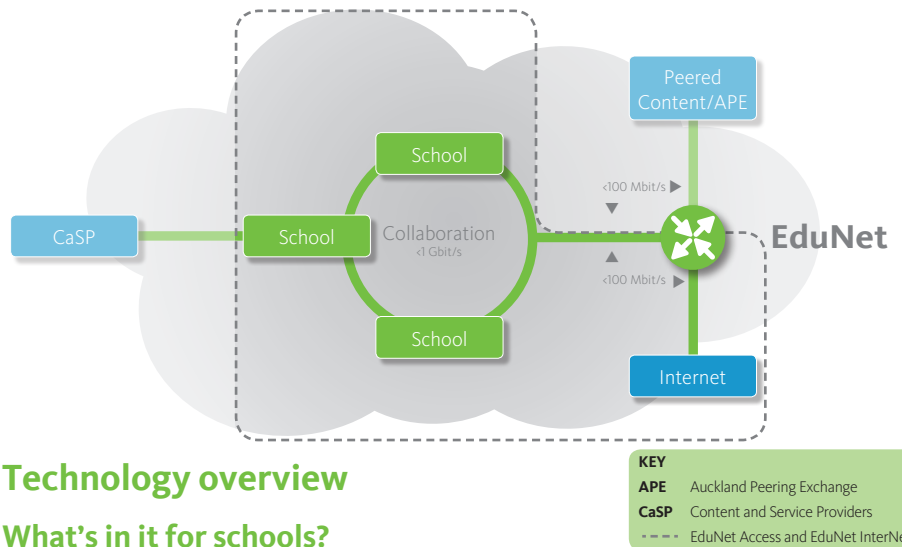 Peered
Content/APE
School
<100 Mbit/s
CaSP
School
Collaboration
<1 Gbit/s
EduNet
<100 Mbit/s
School
Internet
Technology overview
What's in it for schools?
KEY
APE Auckland Peering Exchange
CaSP Content and Service Providers
EduNet Access and EduNet InterNe